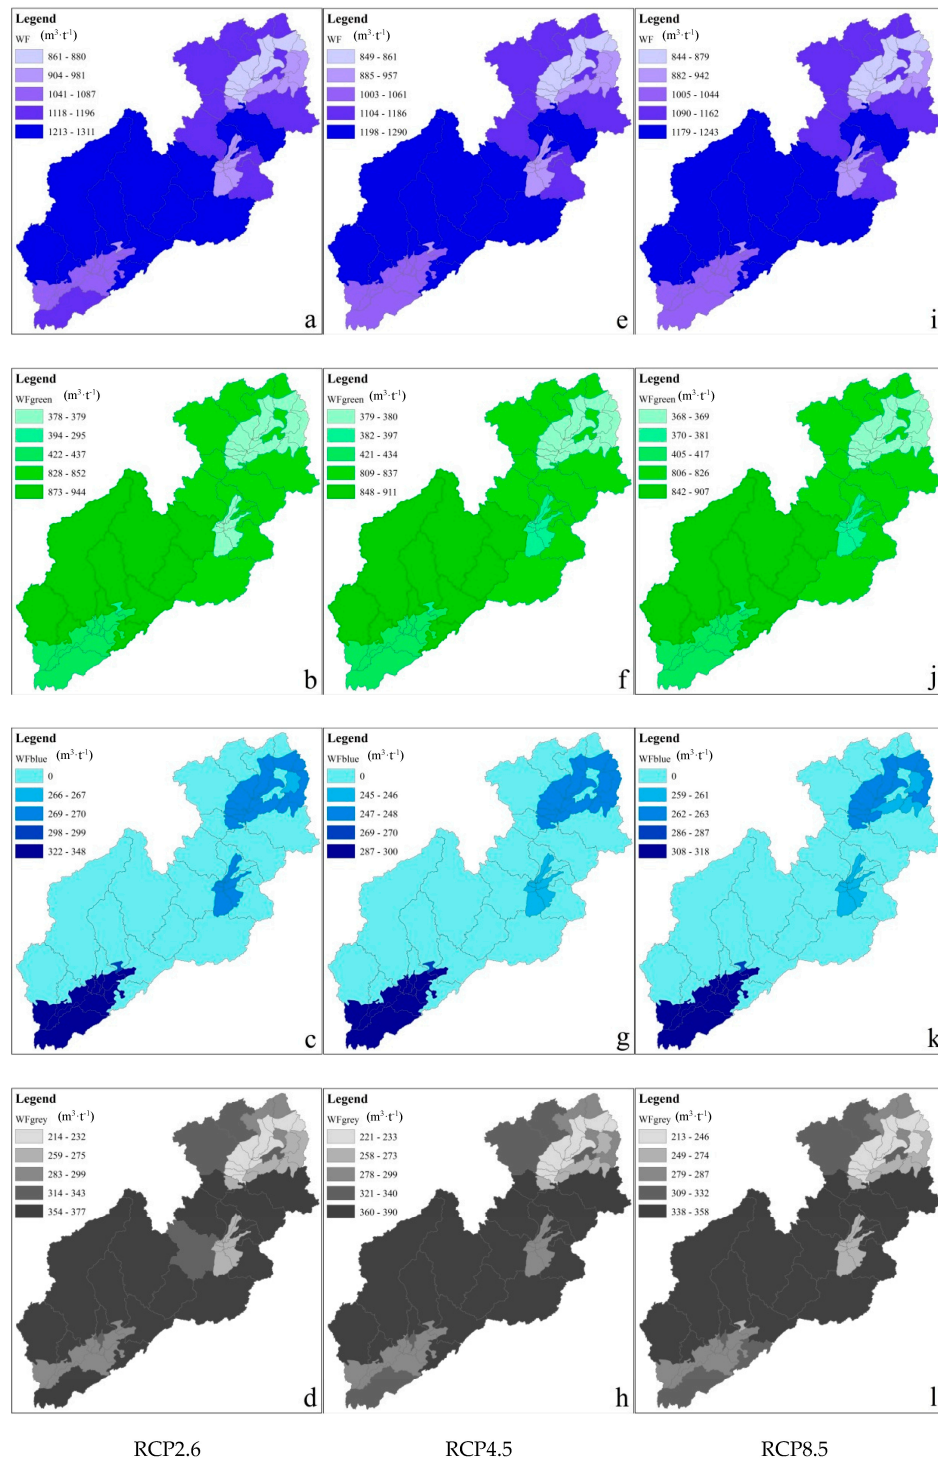 Legend
WF (m³·t⁻¹)
861 - 880
904 - 981
1041 - 1087
1118 - 1196
1213 - 1311
a
Legend
WF (m³·t⁻¹)
849 - 861
885 - 957
1003 - 1061
1104 - 1186
1198 - 1290
e
Legend
WF (m³·t⁻¹)
844 - 879
882 - 942
1005 - 1044
1090 - 1162
1179 - 1243
i
Legend
WFgreen (m³·t⁻¹)
378 - 379
394 - 295
422 - 437
828 - 852
873 - 944
b
Legend
WFgreen (m³·t⁻¹)
379 - 380
382 - 397
421 - 434
809 - 837
848 - 911
f
Legend
WFgreen (m³·t⁻¹)
368 - 369
370 - 381
405 - 417
806 - 826
842 - 907
j
Legend
WFblue (m³·t⁻¹)
0
266 - 267
269 - 270
298 - 299
322 - 348
c
Legend
WFblue (m³·t⁻¹)
0
245 - 246
247 - 248
269 - 270
287 - 300
g
Legend
WFblue (m³·t⁻¹)
0
259 - 261
262 - 263
286 - 287
308 - 318
k
Legend
WFgrey (m³·t⁻¹)
214 - 232
259 - 275
283 - 299
314 - 343
354 - 377
d
Legend
WFgrey (m³·t⁻¹)
221 - 233
258 - 273
278 - 299
321 - 340
360 - 390
h
Legend
WFgrey (m³·t⁻¹)
213 - 246
249 - 274
279 - 287
309 - 332
338 - 358
l
RCP2.6
RCP4.5
RCP8.5